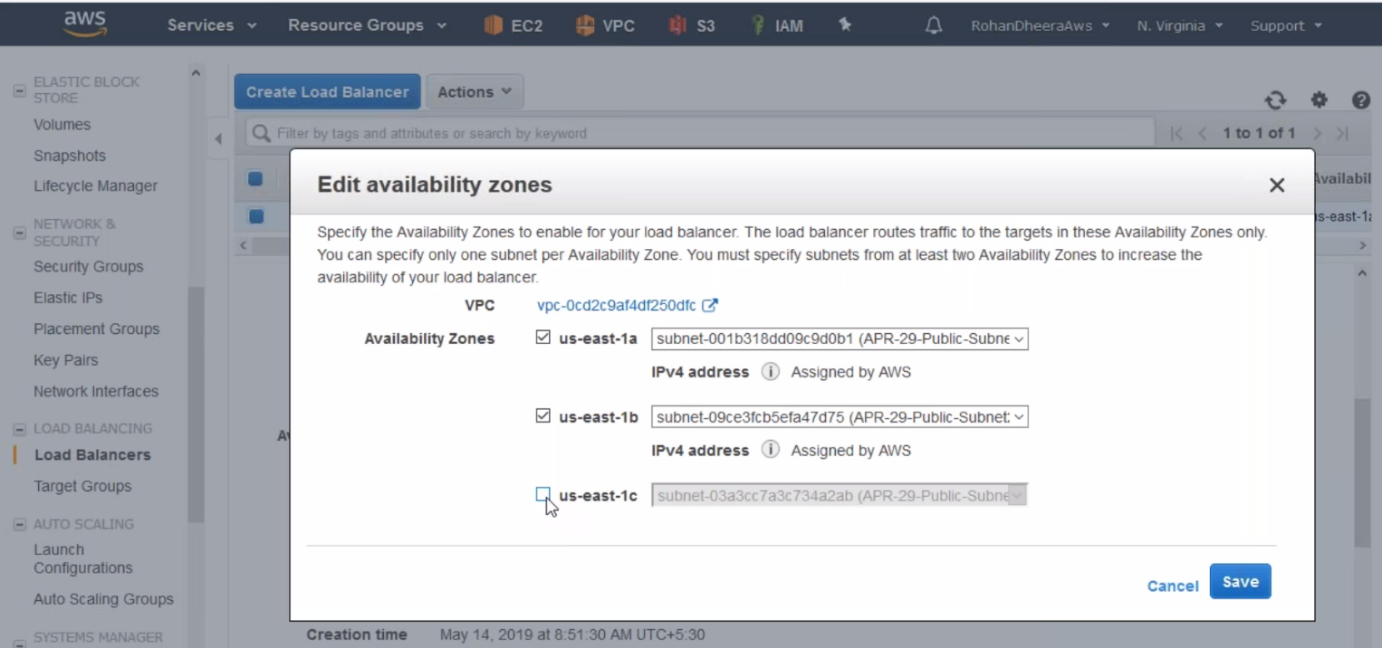 aws Services Resource Groups EC2 VPC S3 IAM RohanDheeraAws N. Virginia Support
ELASTIC BLOCK
STORE
Volumes
Snapshots
Lifecycle Manager
NETWORK &
SECURITY
Security Groups
Elastic IPs
Placement Groups
Key Pairs
Network Interfaces
LOAD BALANCING
Load Balancers
Target Groups
AUTO SCALING
Launch
Configurations
Auto Scaling Groups
SYSTEMS MANAGER
Create Load Balancer Actions
Filter by tags and attributes or search by keyword
1 to 1 of 1
Availabil
us-east-1a
Edit availability zones
Specify the Availability Zones to enable for your load balancer. The load balancer routes traffic to the targets in these Availability Zones only.
You can specify only one subnet per Availability Zone. You must specify subnets from at least two Availability Zones to increase the
availability of your load balancer.
VPC vpc-0cd2c9af4df250dfc
Availability Zones us-east-1a subnet-001b318dd09c9d0b1 (APR-29-Public-Subne
IPv4 address i Assigned by AWS
us-east-1b subnet-09ce3fcb5efa47d75 (APR-29-Public-Subnet
IPv4 address i Assigned by AWS
us-east-1c subnet-03a3cc7a3c734a2ab (APR-29-Public-Subne
Cancel Save
Av
Creation time May 14, 2019 at 8:51:30 AM UTC+5:30